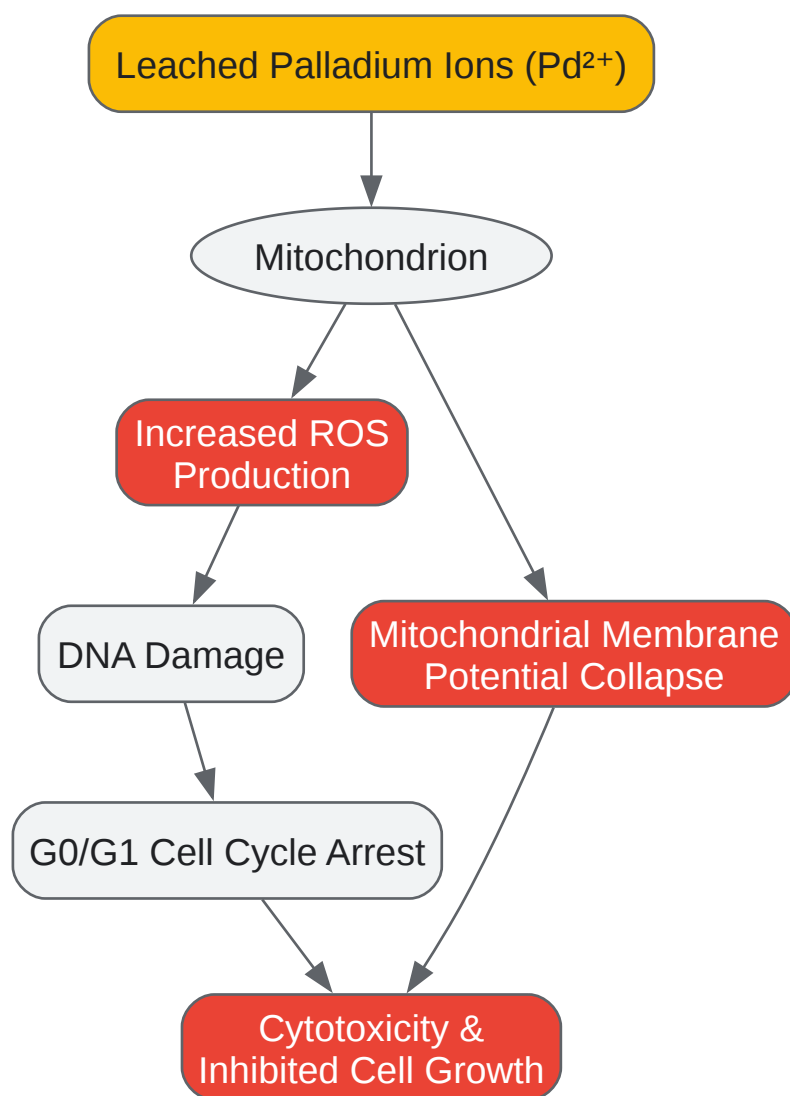 Leached Palladium Ions (Pd²⁺)
Mitochondrion
Increased ROS
Production
DNA Damage
Mitochondrial Membrane
Potential Collapse
G0/G1 Cell Cycle Arrest
Cytotoxicity &
Inhibited Cell Growth